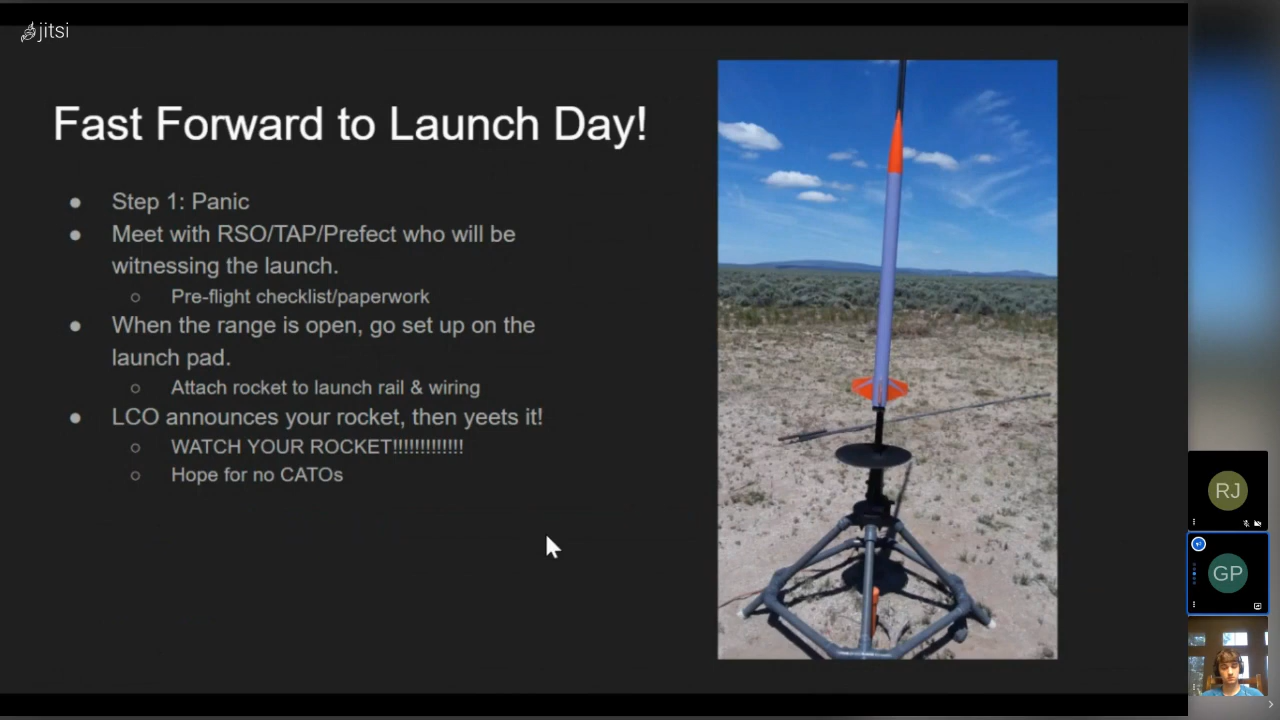 jitsi
Fast Forward to Launch Day!
● Step 1: Panic
● Meet with RSO/TAP/Prefect who will be
witnessing the launch.
○ Pre-flight checklist/paperwork
● When the range is open, go set up on the
launch pad.
○ Attach rocket to launch rail & wiring
● LCO announces your rocket, then yeets it!
○ WATCH YOUR ROCKET!!!!!!!!!!!!!
○ Hope for no CATOs
RJ
GP